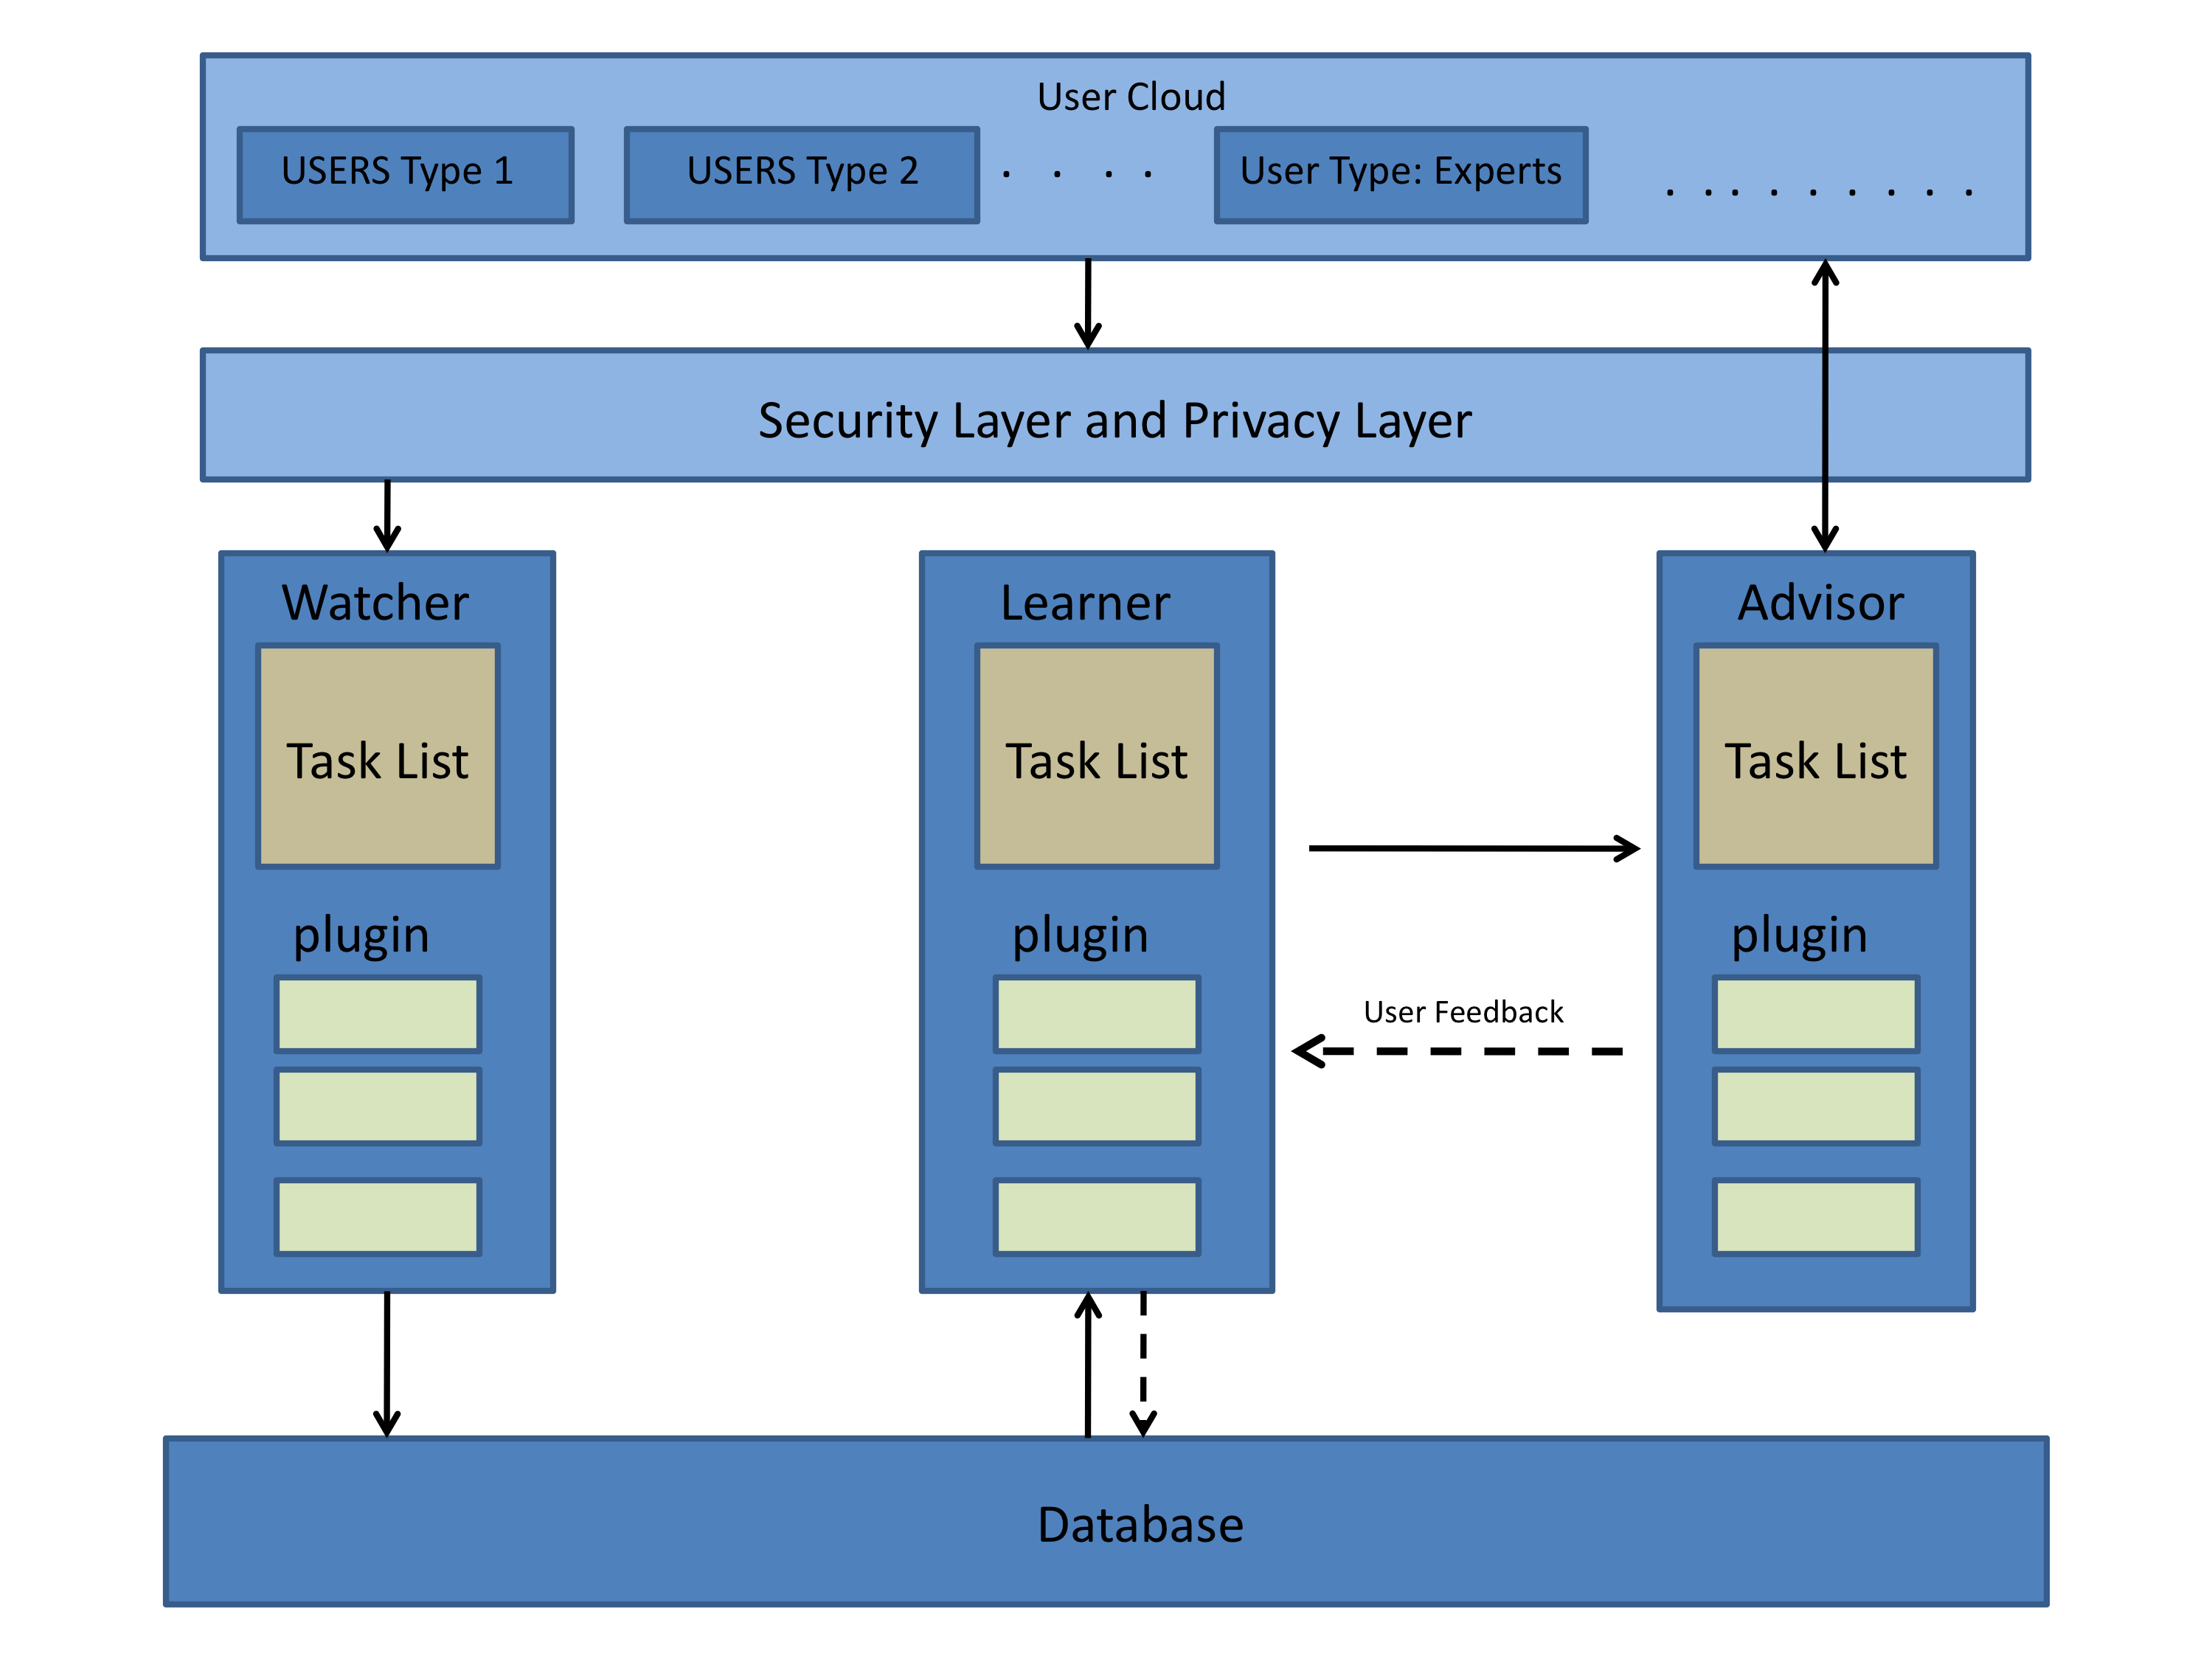 User Cloud
USERS Type 1
USERS Type 2
. . . .
User Type: Experts
. . . . . . . . .
Security Layer and Privacy Layer
Watcher
Learner
Advisor
Task List
Task List
Task List
plugin
plugin
plugin
User Feedback
Database